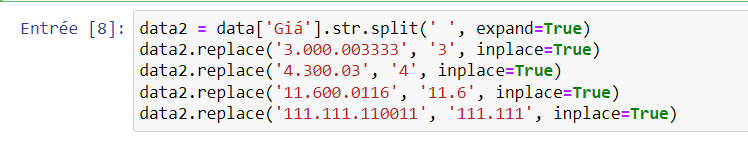 Entrée [8]: data2 = data['Giá'].str.split(' ', expand=True)
data2.replace('3.000.003333', '3', inplace=True)
data2.replace('4.300.03', '4', inplace=True)
data2.replace('11.600.0116', '11.6', inplace=True)
data2.replace('111.111.110011', '111.111', inplace=True)